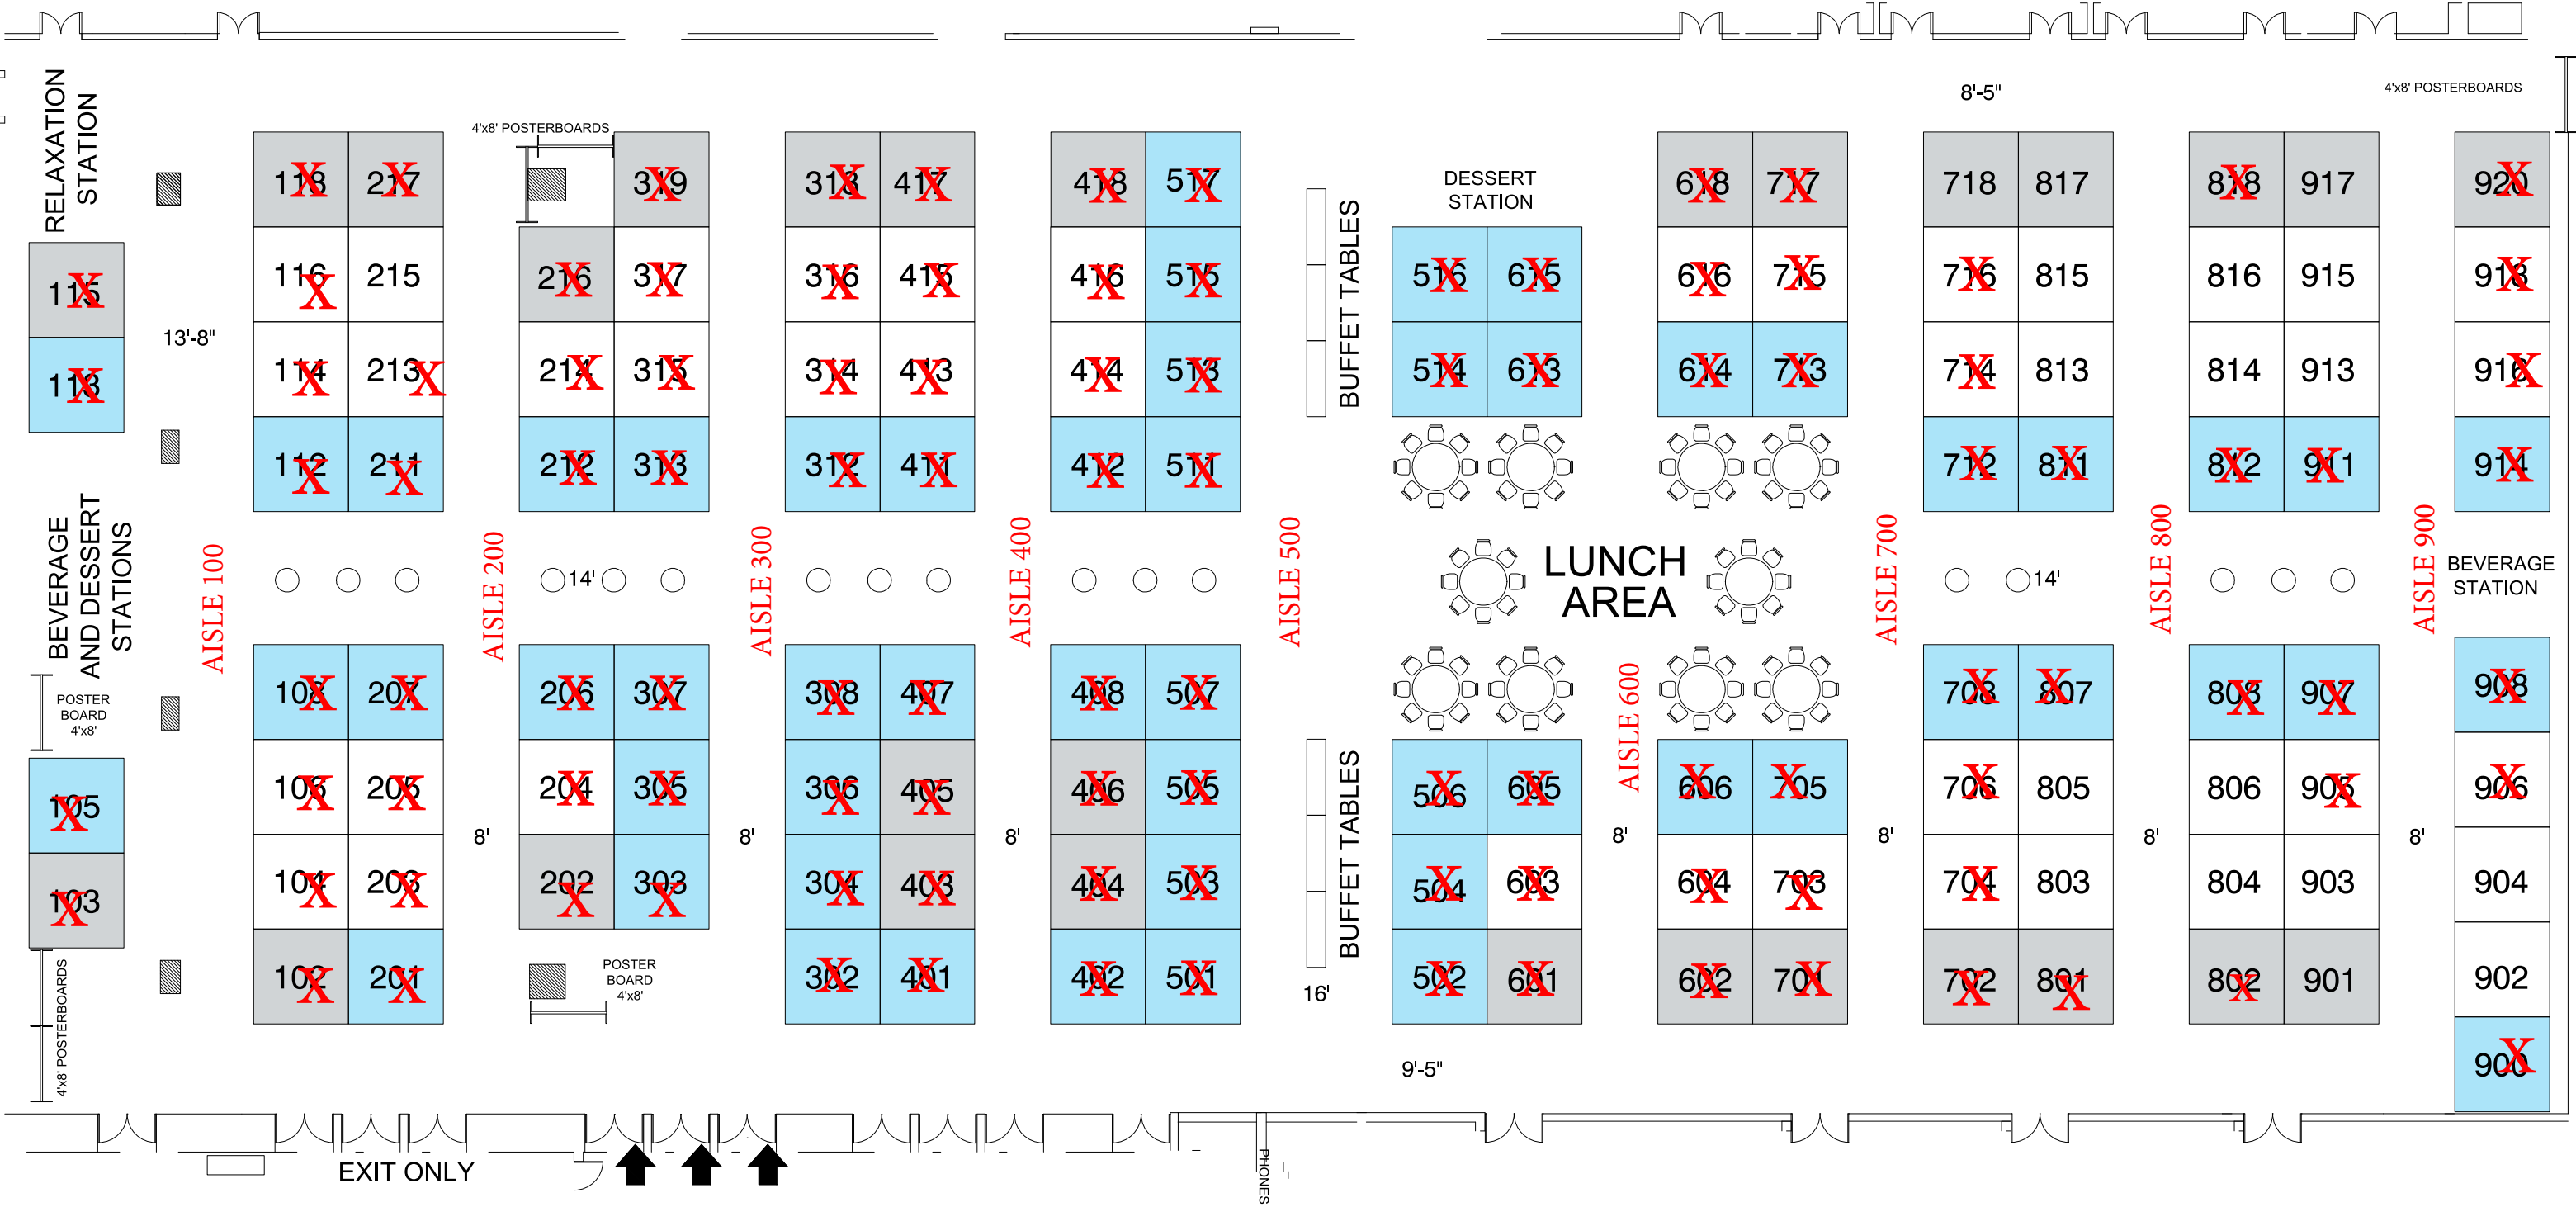 8'-5"
4'x8' POSTERBOARDS
RELAXATION
STATION
4'x8' POSTERBOARDS
118 X 217 X 319 X 313 X 417 X 418 X 517 X
DESSERT
STATION
618 X 717 X 718 817 818 X 917 920 X
115 X 116 X 215 216 X 317 X 316 X 415 X 416 X 515 X
BUFFET TABLES
516 X 615 X 616 X 715 X 716 X 815 816 915 918 X
13'-8"
113 X 114 X 213 X 214 X 315 X 314 X 413 X 414 X 513 X 514 X 613 X 614 X 713 X 714 X 813 814 913 916 X
112 X 211 X 212 X 313 X 312 X 411 X 412 X 511 X 712 X 811 X 812 X 911 X 914 X
BEVERAGE
AND DESSERT
STATIONS
AISLE 100
AISLE 200
14'
AISLE 300
AISLE 400
AISLE 500
LUNCH
AREA
AISLE 600
AISLE 700
14'
AISLE 800
AISLE 900
BEVERAGE
STATION
108 X 207 X 206 X 307 X 308 X 407 X 408 X 507 X 708 X 807 X 808 X 907 X 908 X
POSTER
BOARD
4'x8'
105 X 106 X 205 X 204 X 305 X 306 X 405 X 406 X 505 X
BUFFET TABLES
506 X 605 X 606 X 705 X 706 X 805 806 905 X 906 X
8' 8' 8' 8' 8' 8' 8'
103 X 104 X 203 X 202 X 303 X 304 X 403 X 404 X 503 X 504 X 603 X 604 X 703 X 704 X 803 804 903 904
102 X 201 X
POSTER
BOARD
4'x8'
302 X 401 X 402 X 501 X
16'
502 X 601 X 602 X 701 X 702 X 801 X 802 X 901 902
4'x8' POSTERBOARDS
9'-5"
900 X
EXIT ONLY
PHONES